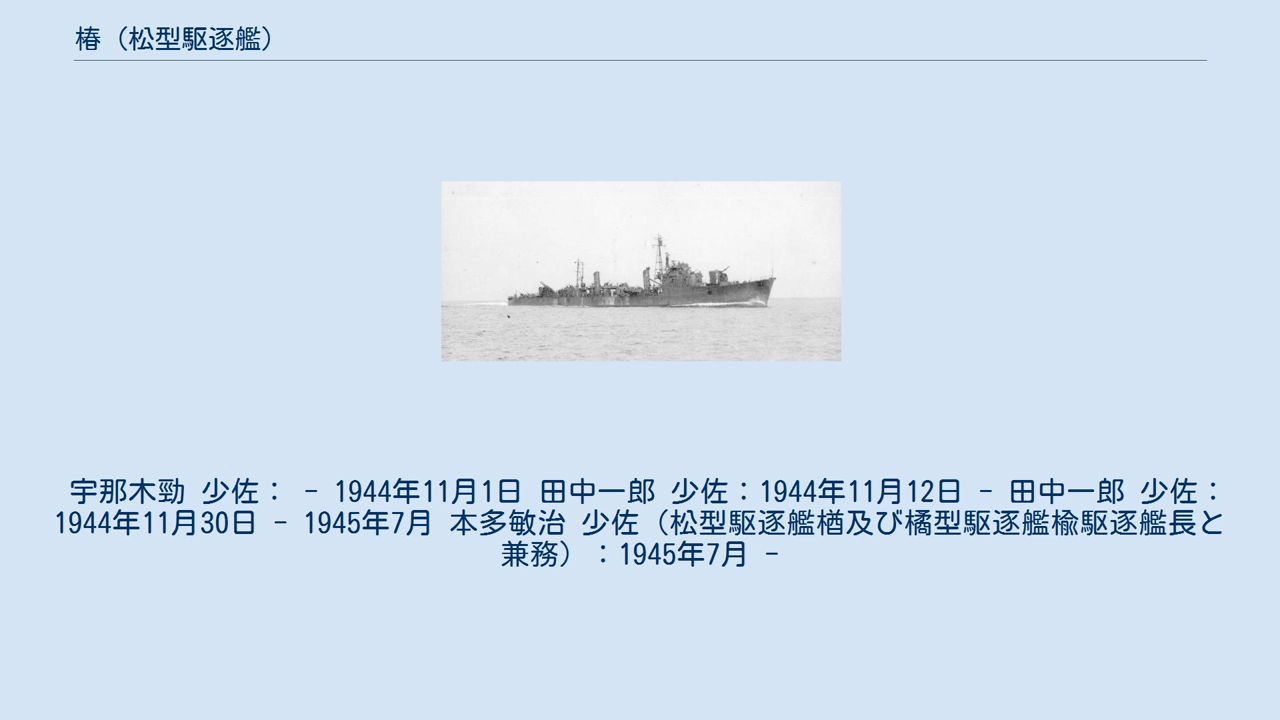 椿（松型駆逐艦）
宇那木勁 少佐： - 1944年11月1日 田中一郎 少佐：1944年11月12日 - 田中一郎 少佐：
1944年11月30日 - 1945年7月 本多敏治 少佐（松型駆逐艦楢及び橘型駆逐艦楡駆逐艦長と
兼務）：1945年7月 -